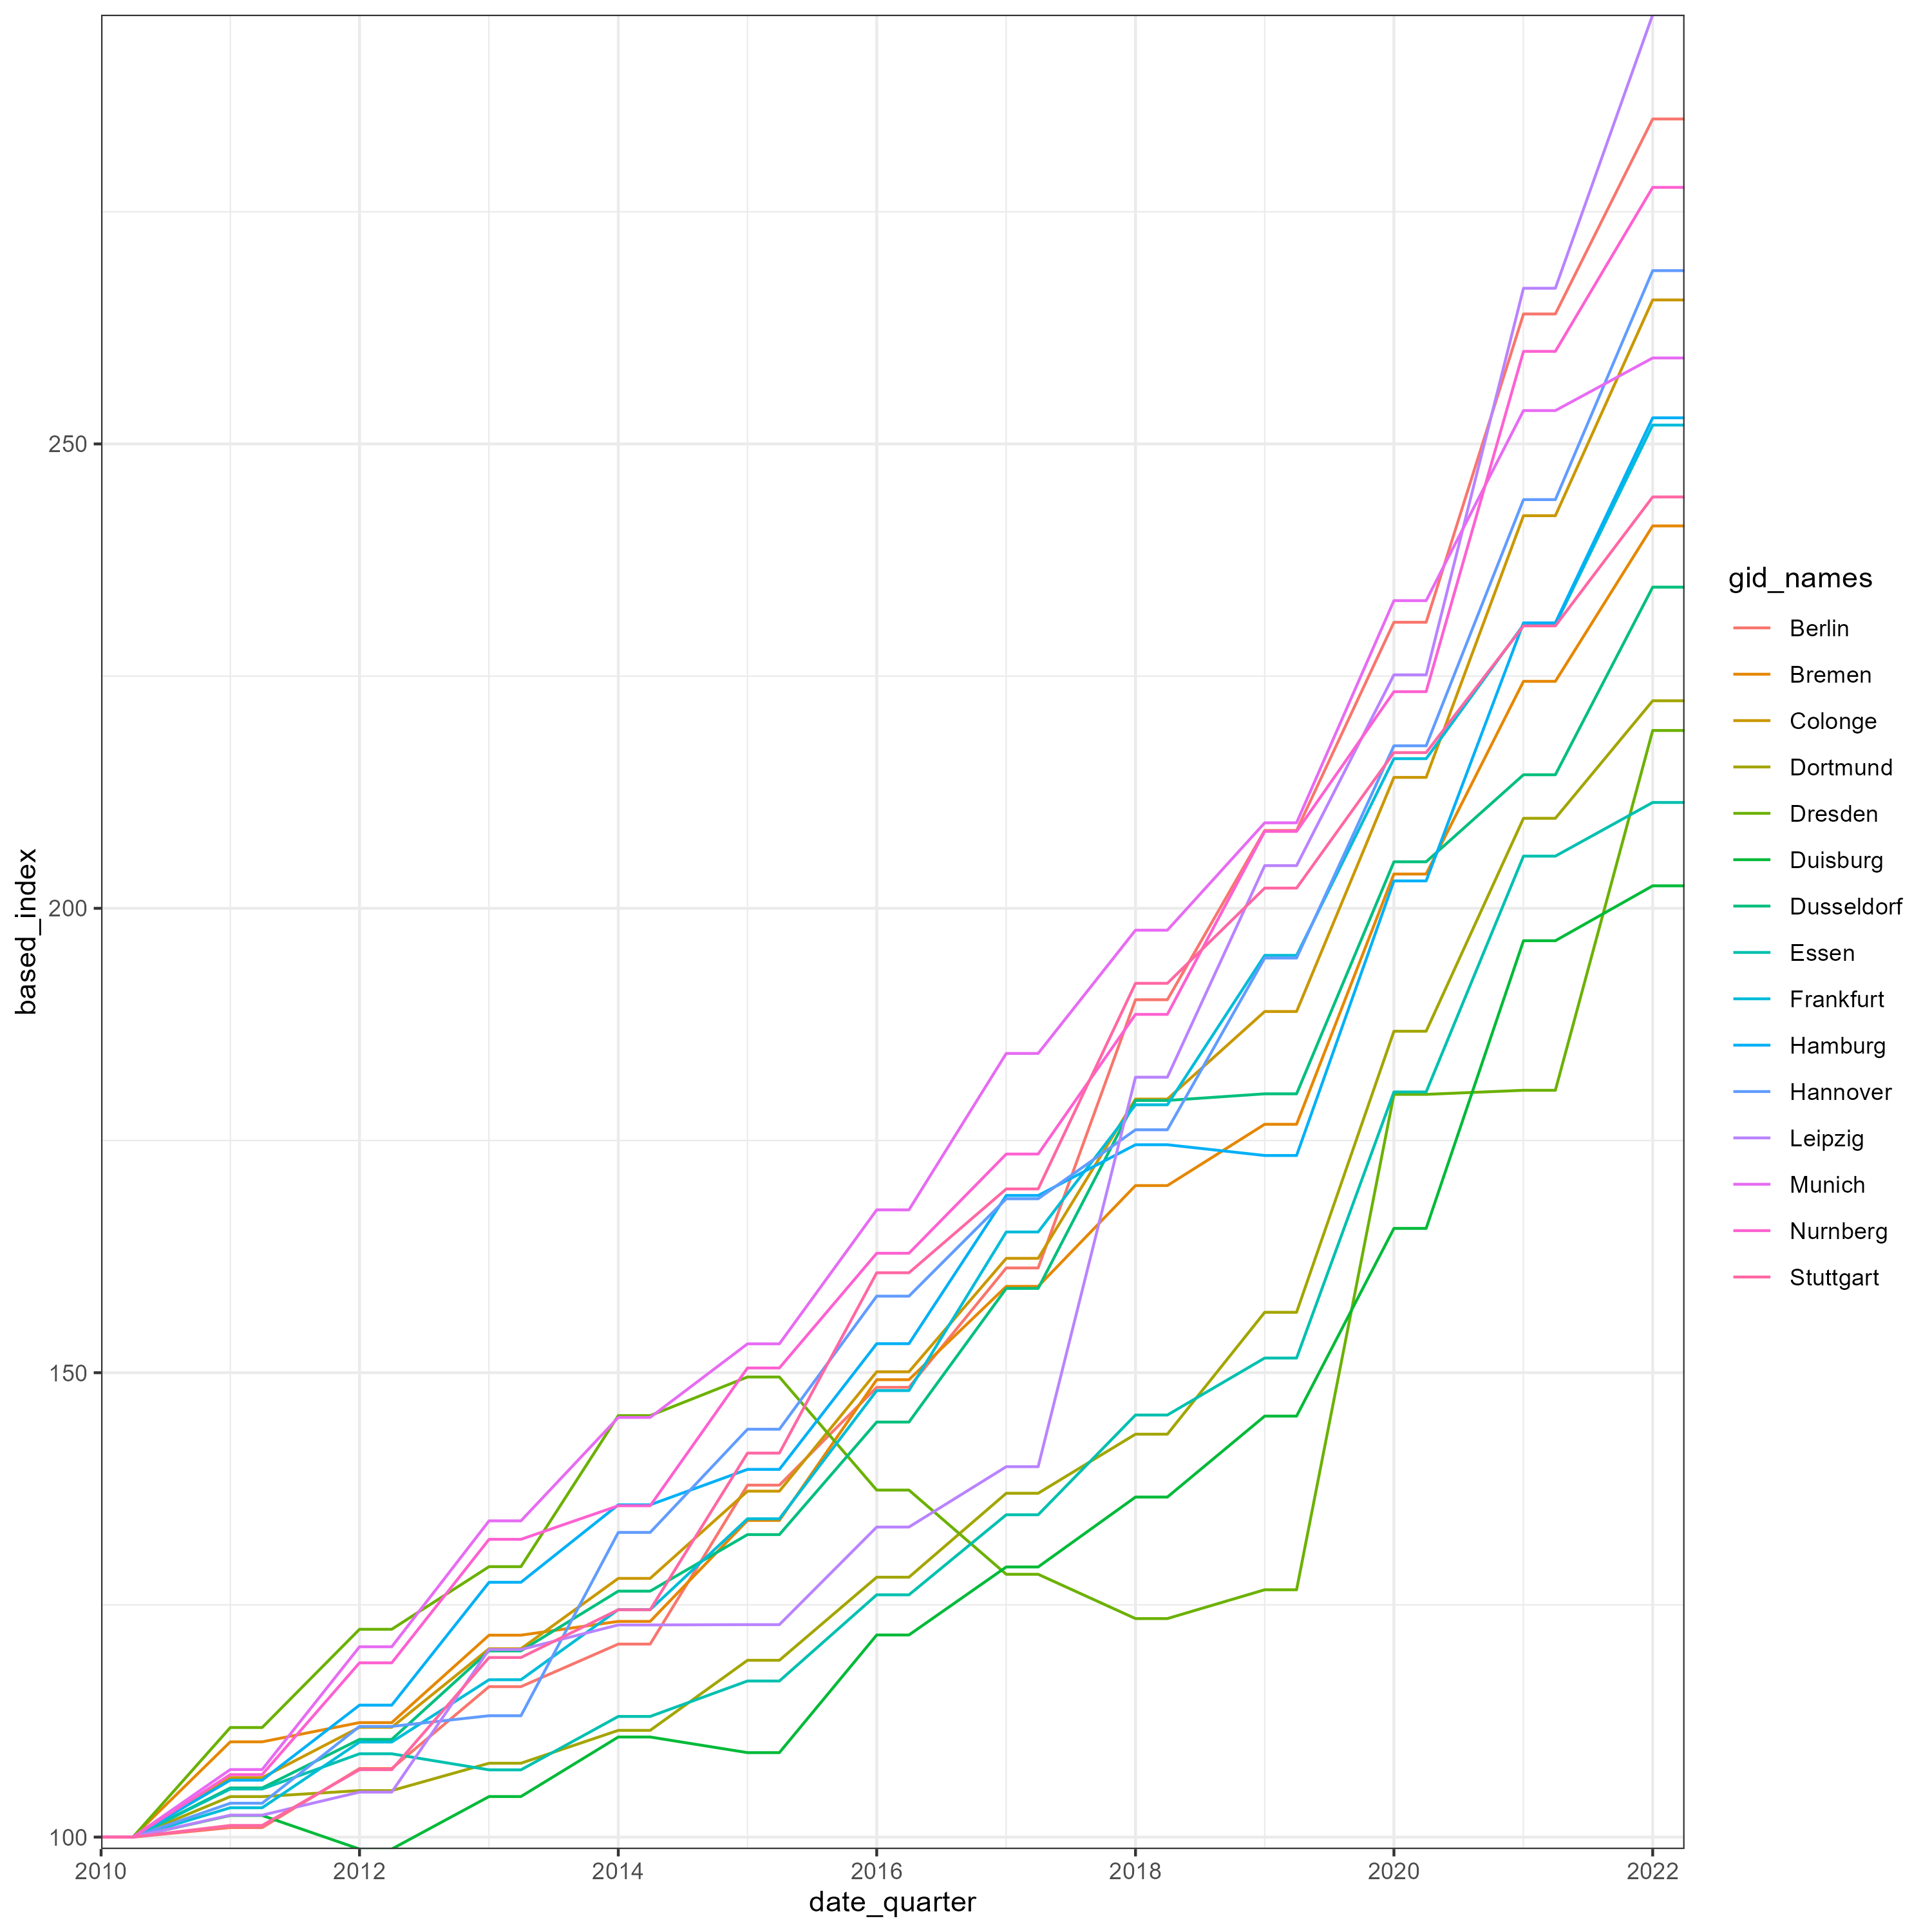 250
200
150
100
based_index
2010 2012 2014 2016 2018 2020 2022
date_quarter
gid_names
Berlin
Bremen
Colonge
Dortmund
Dresden
Duisburg
Dusseldorf
Essen
Frankfurt
Hamburg
Hannover
Leipzig
Munich
Nurnberg
Stuttgart